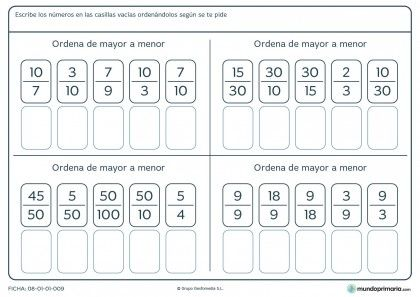 Escribe los números en las casillas vacías ordenándolos según se te pide
Ordena de mayor a menor
10 3 7 10 7
7 10 9 3 10
Ordena de mayor a menor
15 30 30 2 10
30 10 15 3 30
Ordena de mayor a menor
45 5 50 50 5
50 50 100 10 4
Ordena de mayor a menor
9 18 9 3 9
9 9 18 9 3
FICHA: 08-01-01-009
© Grupo Gesfomedia S.L.
mundoprimaria.com